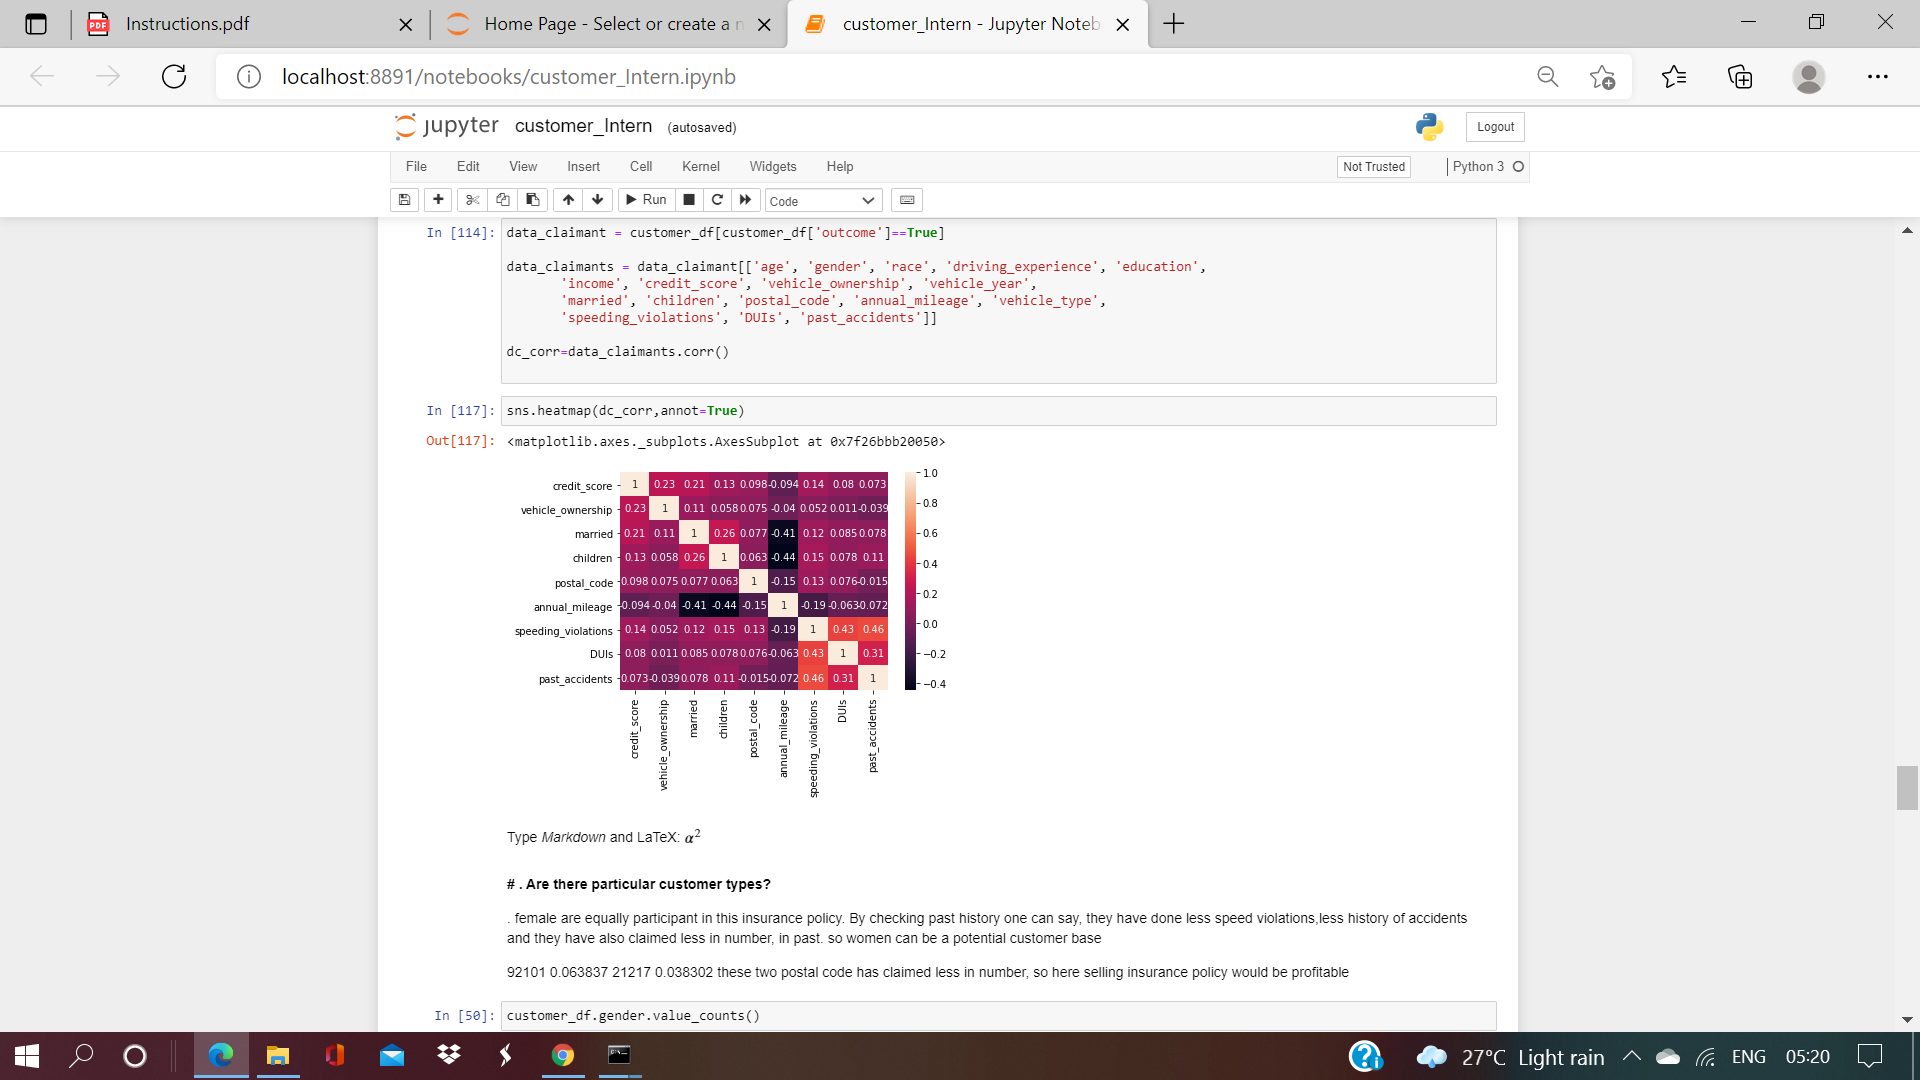 Instructions.pdf
Home Page - Select or create a n
customer_Intern - Jupyter Noteb
localhost:8891/notebooks/customer_Intern.ipynb
jupyter customer_Intern (autosaved)
Logout
File Edit View Insert Cell Kernel Widgets Help
Not Trusted
Python 3
Run
Code
In [114]: data_claimant = customer_df[customer_df['outcome']==True]
data_claimants = data_claimant[['age', 'gender', 'race', 'driving_experience', 'education',
'income', 'credit_score', 'vehicle_ownership', 'vehicle_year',
'married', 'children', 'postal_code', 'annual_mileage', 'vehicle_type',
'speeding_violations', 'DUIs', 'past_accidents']]
dc_corr=data_claimants.corr()
In [117]: sns.heatmap(dc_corr,annot=True)
Out[117]: <matplotlib.axes._subplots.AxesSubplot at 0x7f26bbb20050>
credit_score 1 0.23 0.21 0.13 0.098 -0.094 0.14 0.08 0.073
vehicle_ownership 0.23 1 0.11 0.058 0.075 -0.04 0.052 0.011 -0.039
married 0.21 0.11 1 0.26 0.077 -0.41 0.12 0.085 0.078
children 0.13 0.058 0.26 1 0.063 -0.44 0.15 0.078 0.11
postal_code 0.098 0.075 0.077 0.063 1 -0.15 0.13 0.076 -0.015
annual_mileage -0.094 -0.04 -0.41 -0.44 -0.15 1 -0.19 -0.063 -0.072
speeding_violations 0.14 0.052 0.12 0.15 0.13 -0.19 1 0.43 0.46
DUIs 0.08 0.011 0.085 0.078 0.076 -0.063 0.43 1 0.31
past_accidents 0.073 -0.039 0.078 0.11 -0.015 -0.072 0.46 0.31 1
credit_score
vehicle_ownership
married
children
postal_code
annual_mileage
speeding_violations
DUIs
past_accidents
1.0
0.8
0.6
0.4
0.2
0.0
−0.2
−0.4
Type Markdown and LaTeX: α2
# . Are there particular customer types?
. female are equally participant in this insurance policy. By checking past history one can say, they have done less speed violations,less history of accidents
and they have also claimed less in number, in past. so women can be a potential customer base
92101 0.063837 21217 0.038302 these two postal code has claimed less in number, so here selling insurance policy would be profitable
In [50]: customer_df.gender.value_counts()
27°C Light rain
ENG
05:20